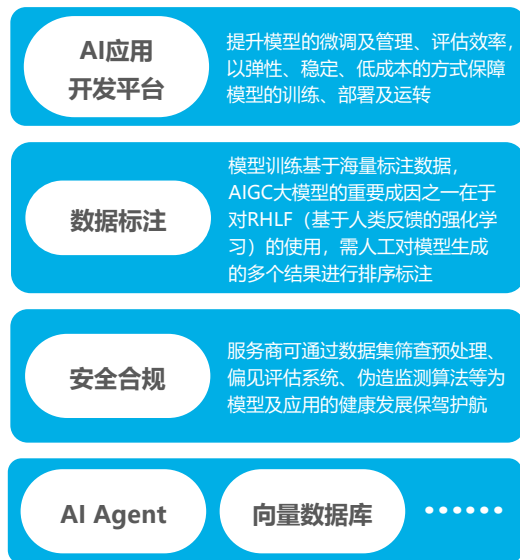 AI应用
开发平台
提升模型的微调及管理、评估效率，
以弹性、稳定、低成本的方式保障
模型的训练、部署及运转
数据标注
模型训练基于海量标注数据，
AIGC大模型的重要成因之一在于
对RHLF（基于人类反馈的强化学
习）的使用，需人工对模型生成
的多个结果进行排序标注
安全合规
服务商可通过数据集筛查预处理、
偏见评估系统、伪造监测算法等为
模型及应用的健康发展保驾护航
AI Agent
向量数据库
······